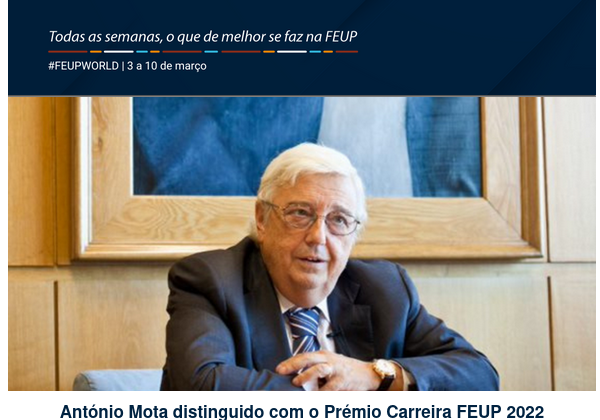 Todas as semanas, o que de melhor se faz na FEUP
#FEUPWORLD | 3 a 10 de março
António Mota distinguido com o Prémio Carreira FEUP 2022